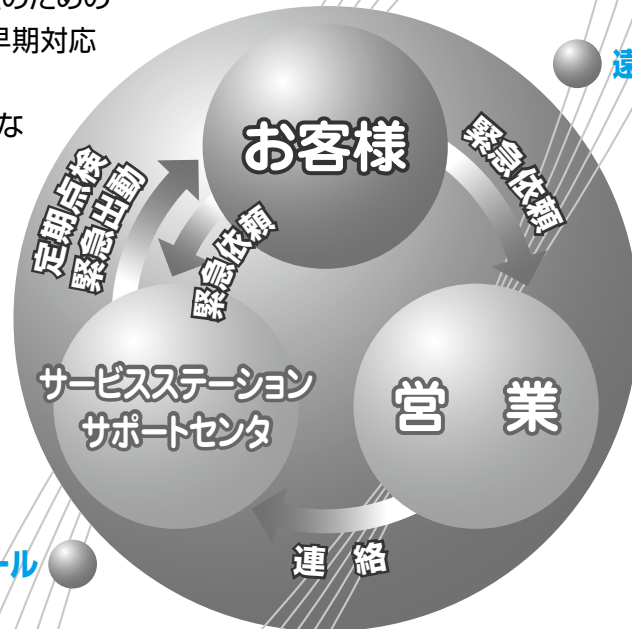 のための
早期対応
な
遠
お客様
緊急依頼
定期点検
緊急出動
緊急依頼
サービスステーション
サポートセンタ
営 業
ール
連 絡